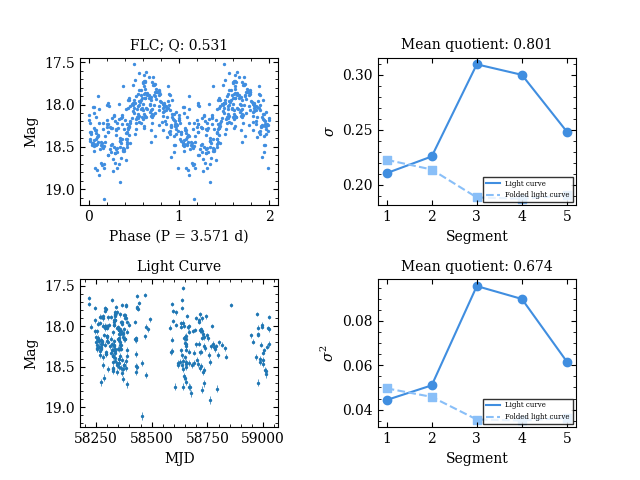 FLC; Q: 0.531
17.5
18.0
18.5
19.0
Mag
0
1
2
Phase (P = 3.571 d)
Mean quotient: 0.801
0.30
0.25
0.20
σ
Light curve
Folded light curve
1
2
3
4
5
Segment
Light Curve
17.5
18.0
18.5
19.0
Mag
58250
58500
58750
59000
MJD
Mean quotient: 0.674
0.08
0.06
0.04
σ²
Light curve
Folded light curve
1
2
3
4
5
Segment